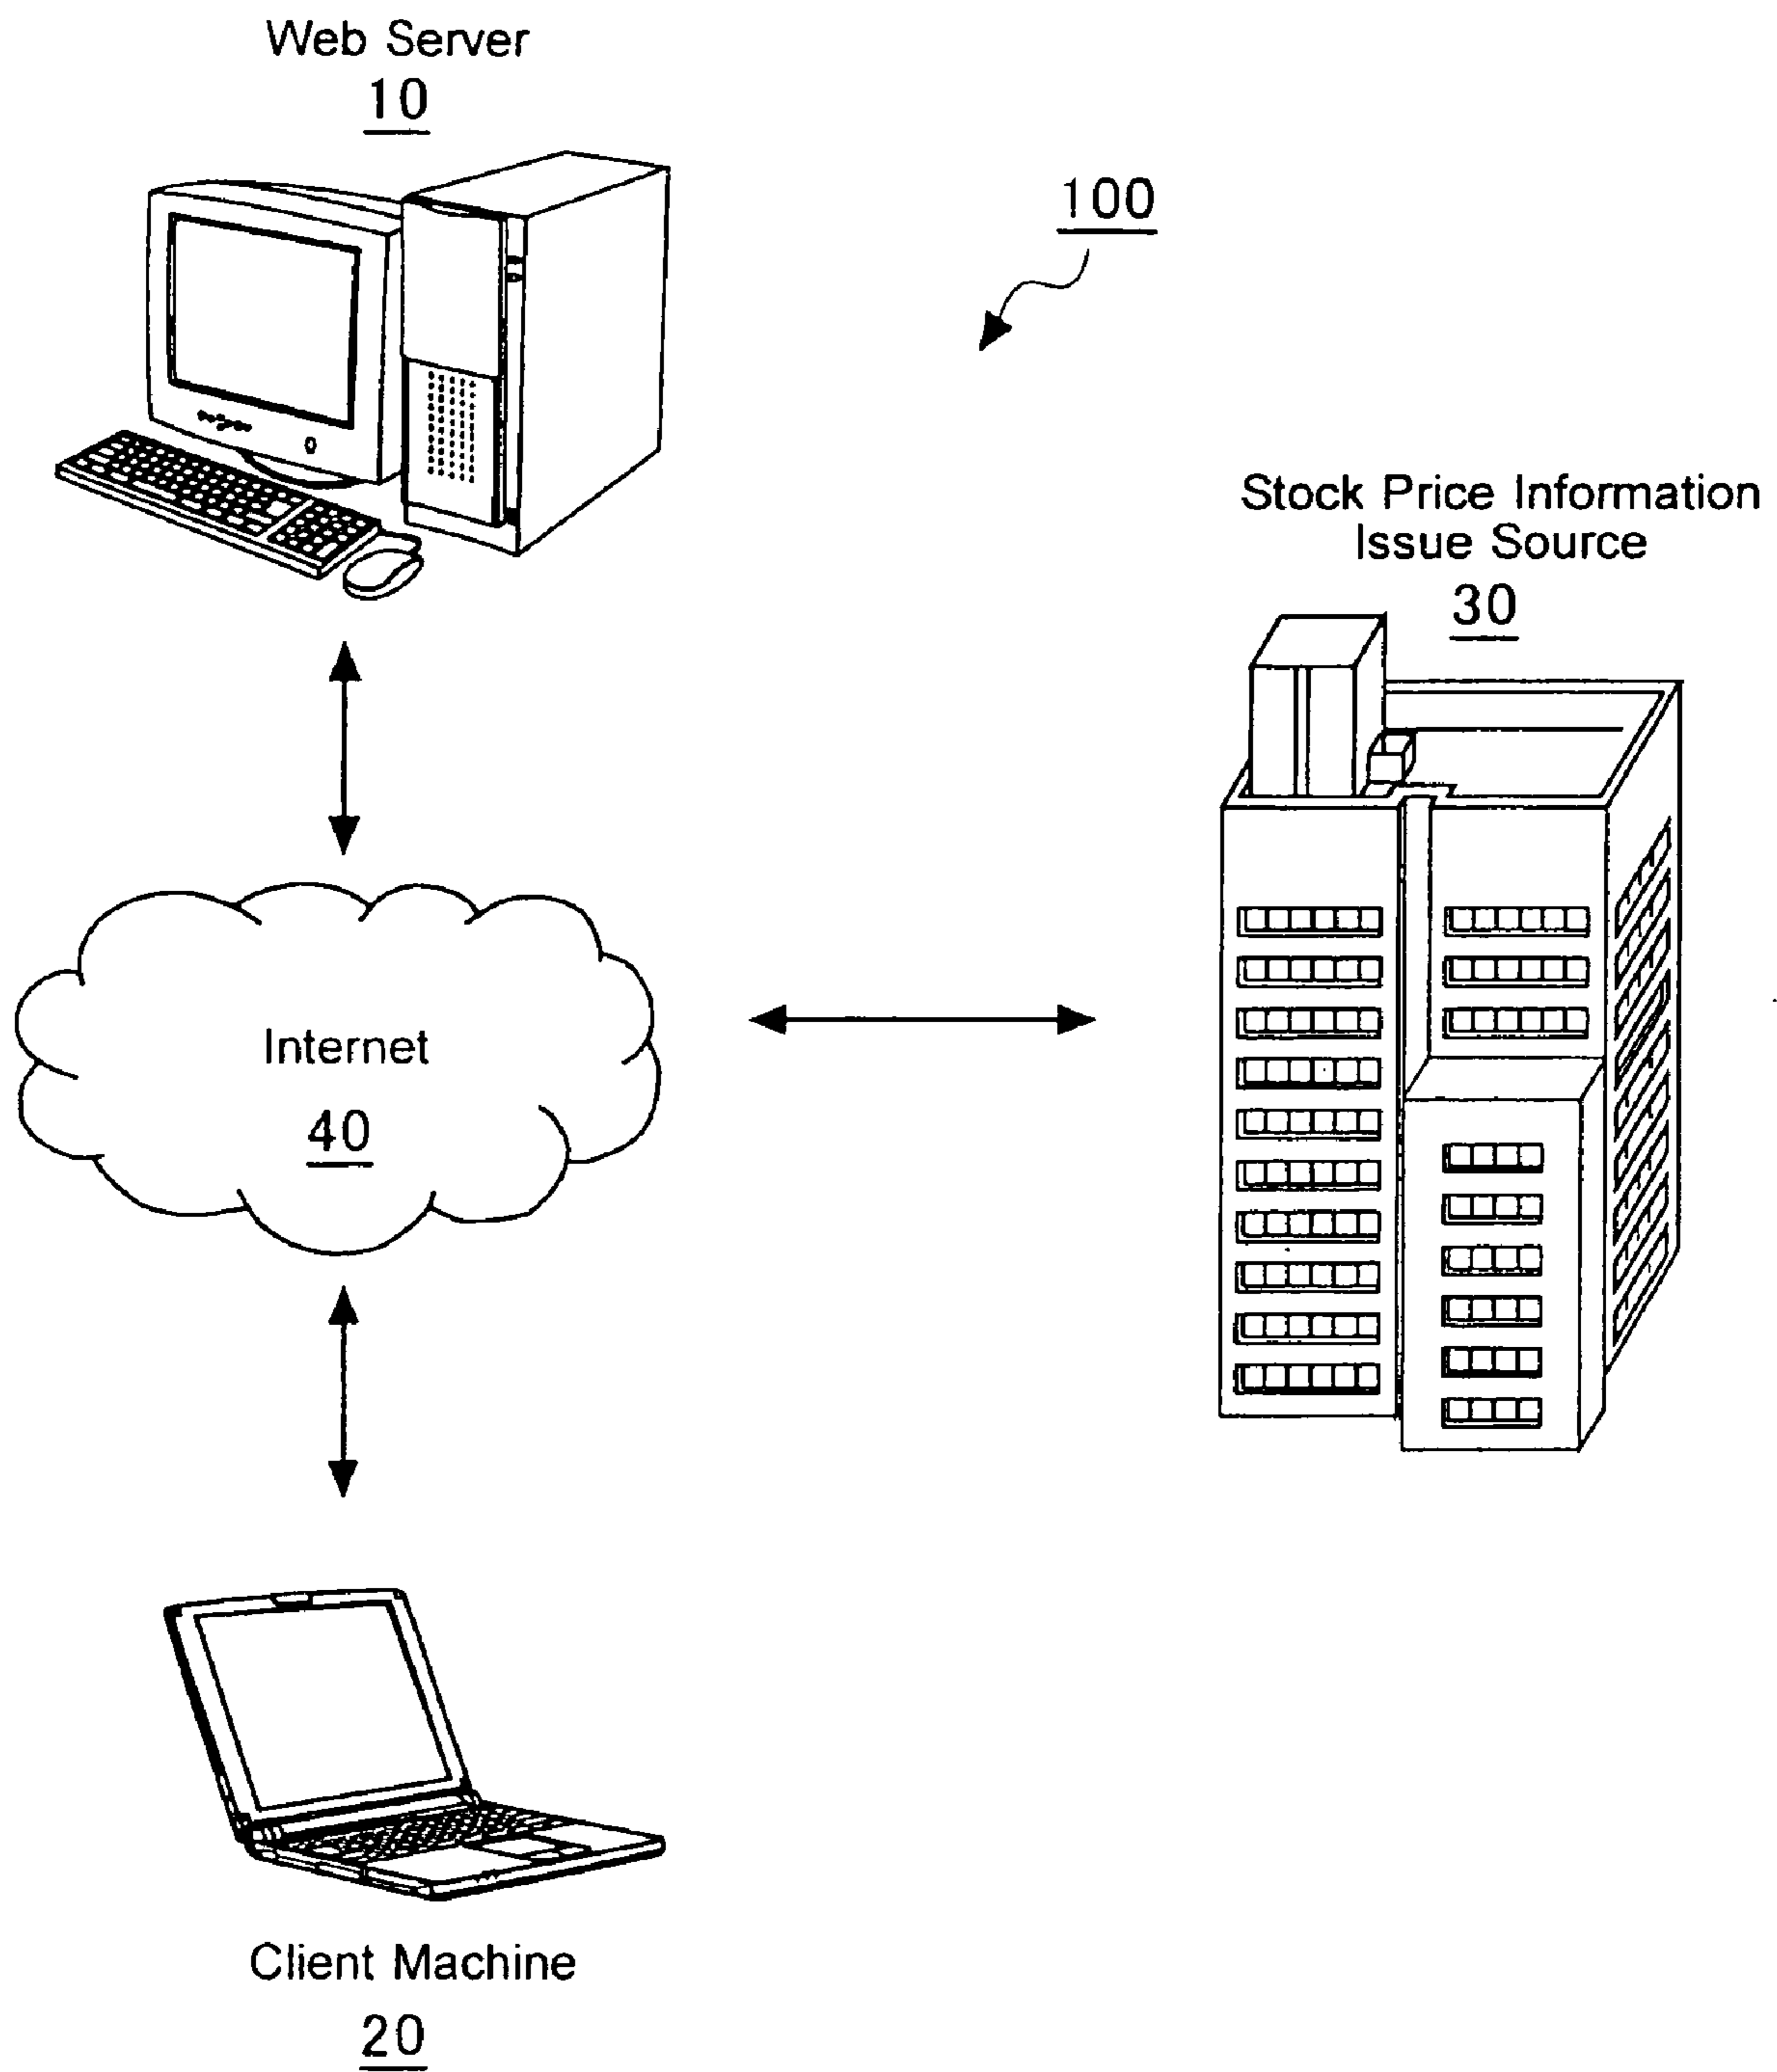 Web Server
10
100
Stock Price Information
Issue Source
30
Internet
40
Client Machine
20